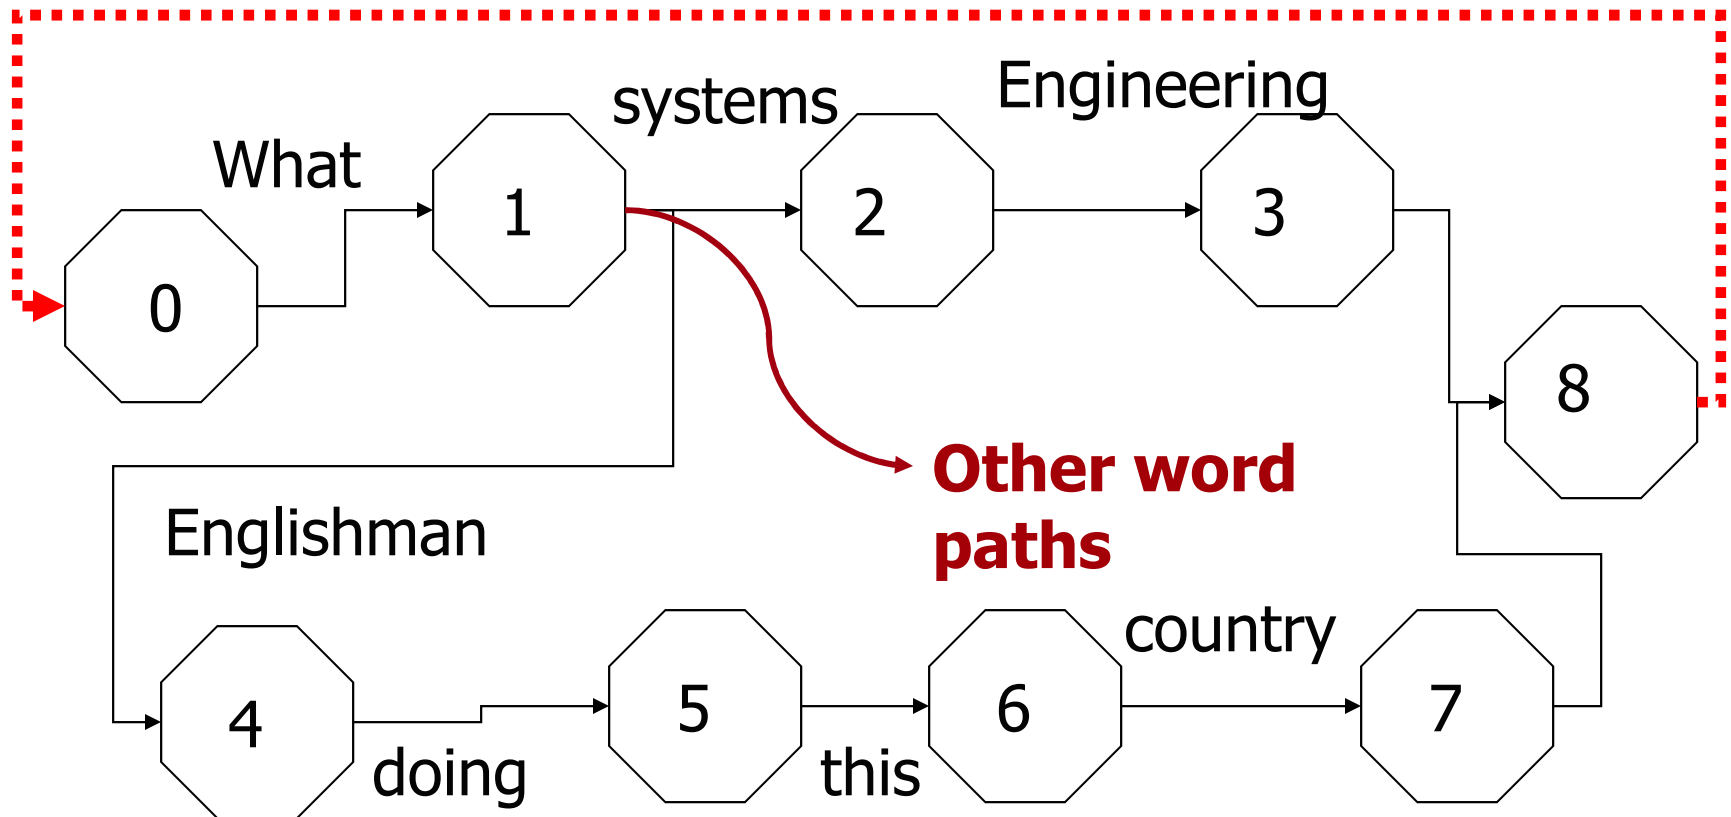 What
systems
Engineering
0
1
2
3
8
Other word
paths
Englishman
country
4
5
6
7
doing
this